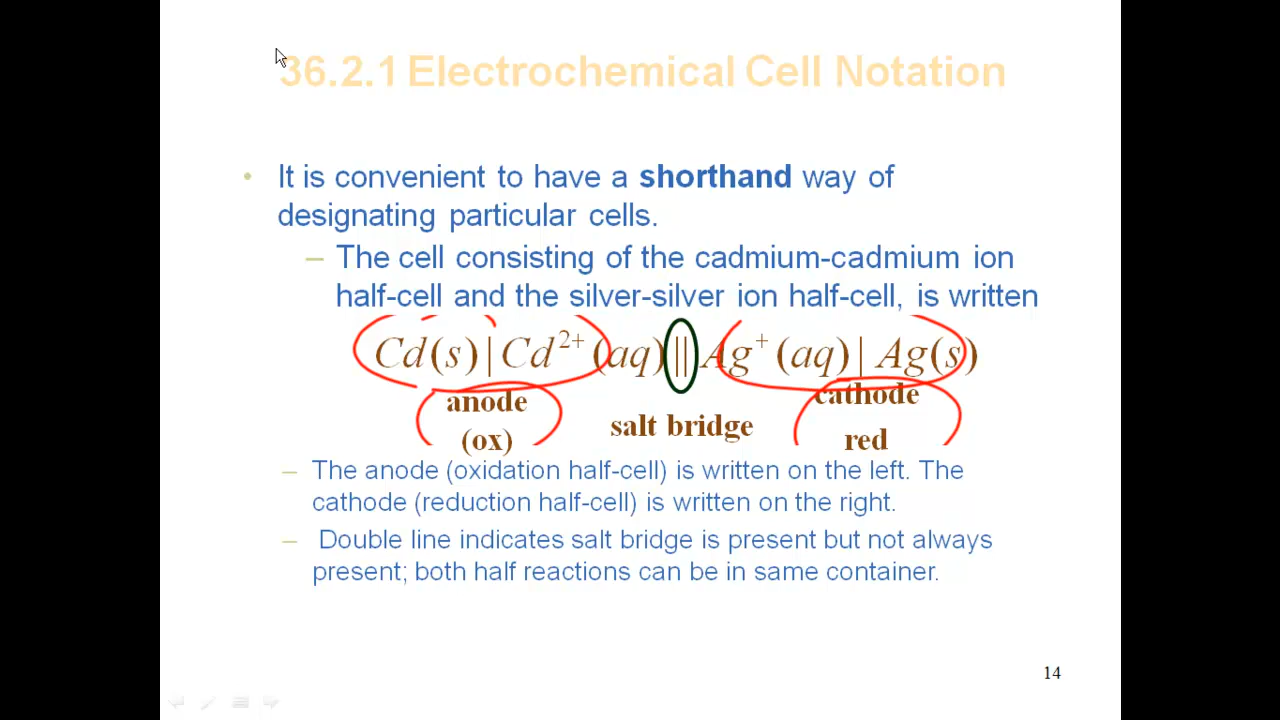 36.2.1 Electrochemical Cell Notation
• It is convenient to have a shorthand way of
designating particular cells.
– The cell consisting of the cadmium-cadmium ion
half-cell and the silver-silver ion half-cell, is written
Cd(s) | Cd²⁺(aq) || Ag⁺(aq) | Ag(s)
anode salt bridge cathode
(ox) red
– The anode (oxidation half-cell) is written on the left. The
cathode (reduction half-cell) is written on the right.
– Double line indicates salt bridge is present but not always
present; both half reactions can be in same container.
14